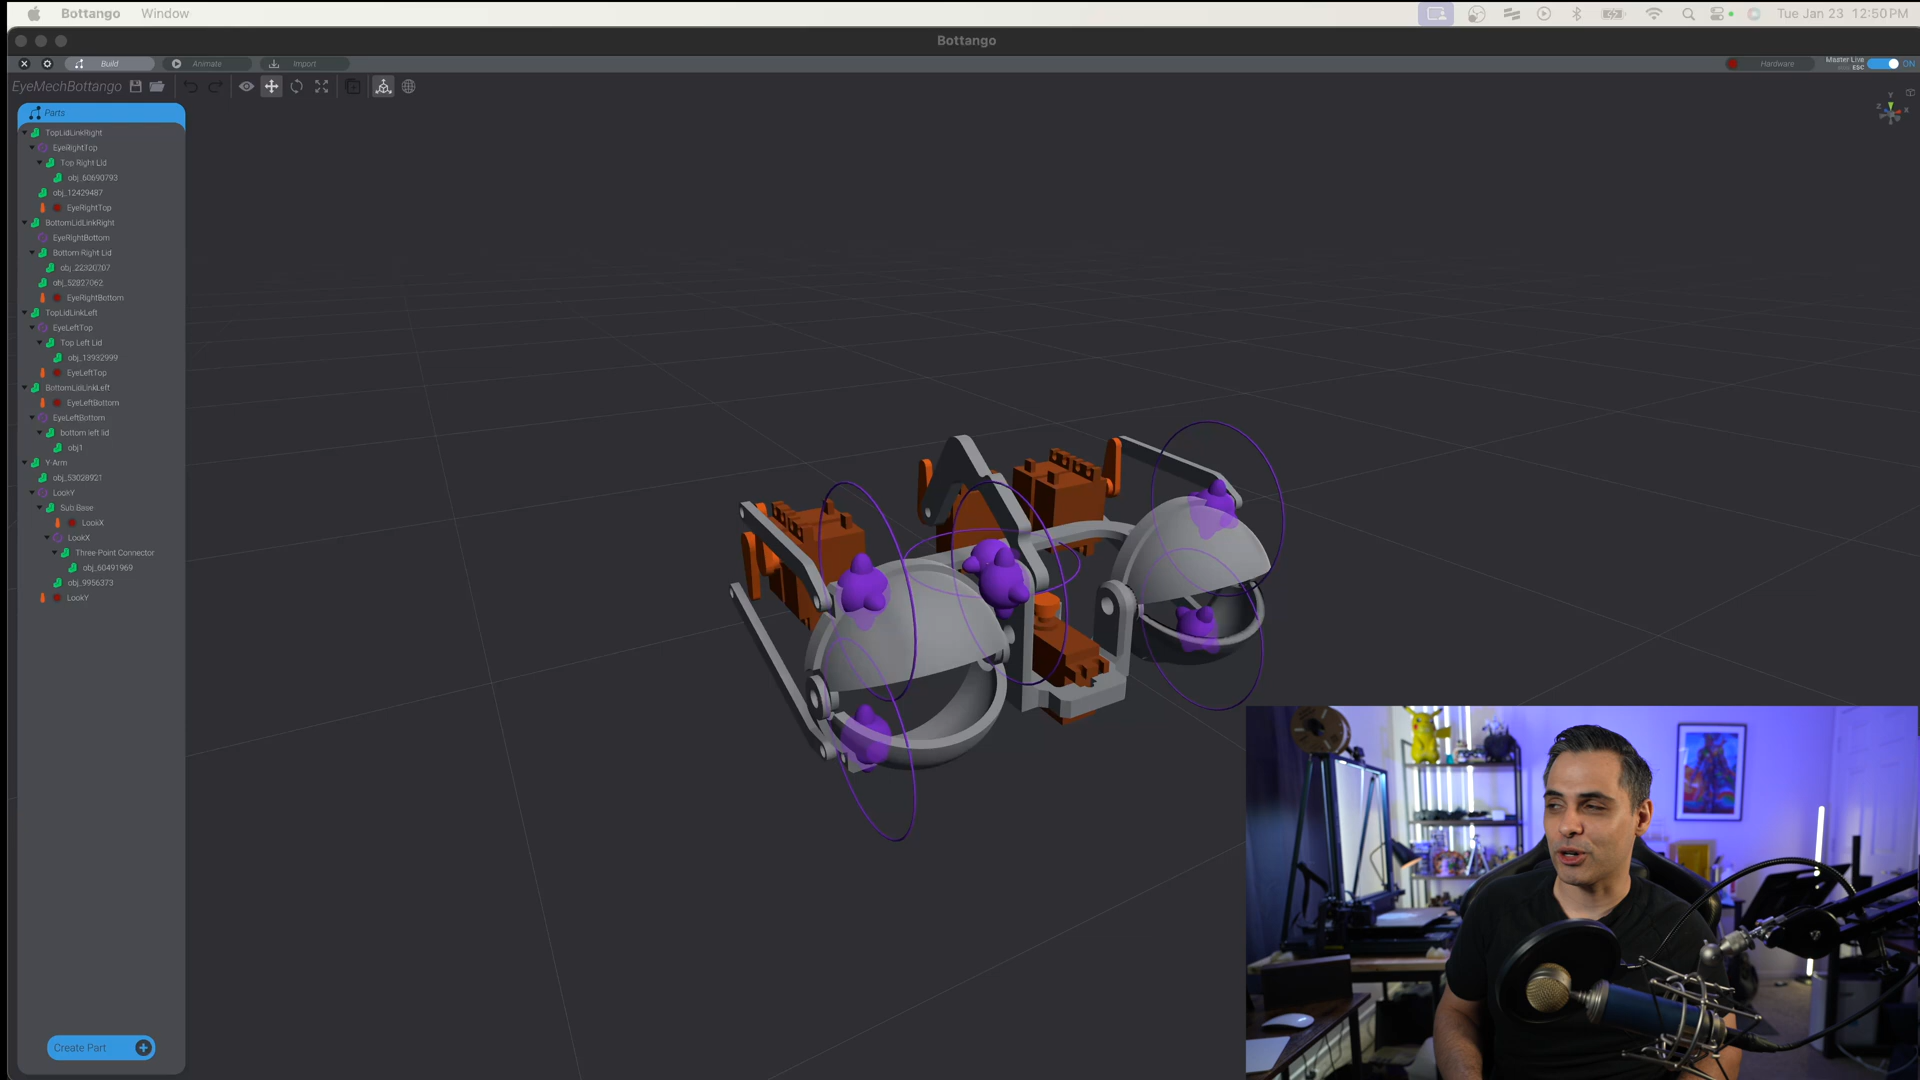 Bottango Window Tue Jan 23 12:50 PM
Bottango
Build Animate Import Hardware Master Live ON
ESC
EyeMechBottango
Parts
TopLidLinkRight
EyeRightTop
Top Right Lid
obj_60690793
obj_12429487
EyeRightTop
BottomLidLinkRight
EyeRightBottom
Bottom Right Lid
obj_22320707
obj_52827062
EyeRightBottom
TopLidLinkLeft
EyeLeftTop
Top Left Lid
obj_13932999
EyeLeftTop
BottomLidLinkLeft
EyeLeftBottom
EyeLeftBottom
bottom left lid
obj1
Y Arm
obj_53028921
LookY
Sub Base
LookX
LookX
Three Point Connector
obj_60491969
obj_9956373
LookY
Create Part
Y
Z X